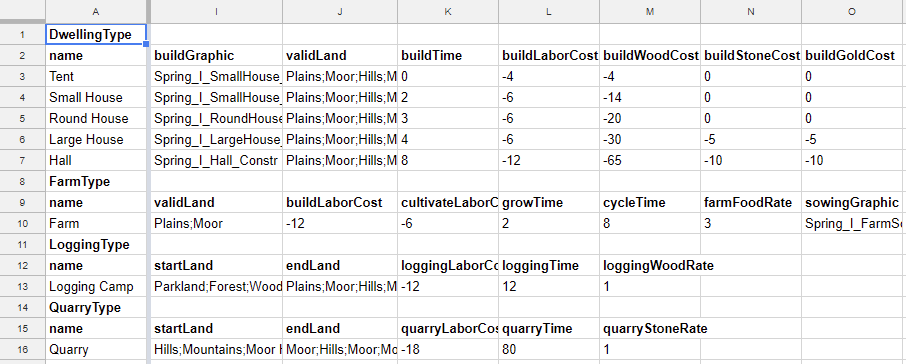 A I J K L M N O
1 DwellingType
2 name buildGraphic validLand buildTime buildLaborCost buildWoodCost buildStoneCost buildGoldCost
3 Tent Spring_I_SmallHouse_ Plains;Moor;Hills;M 0 -4 -4 0 0
4 Small House Spring_I_SmallHouse_ Plains;Moor;Hills;M 2 -6 -14 0 0
5 Round House Spring_I_RoundHouse Plains;Moor;Hills;M 3 -6 -20 0 0
6 Large House Spring_I_LargeHouse_ Plains;Moor;Hills;M 4 -6 -30 -5 -5
7 Hall Spring_I_Hall_Constr Plains;Moor;Hills;M 8 -12 -65 -10 -10
8 FarmType
9 name validLand buildLaborCost cultivateLaborC growTime cycleTime farmFoodRate sowingGraphic
10 Farm Plains;Moor -12 -6 2 8 3 Spring_I_FarmSo
11 LoggingType
12 name startLand endLand loggingLaborCo loggingTime loggingWoodRate
13 Logging Camp Parkland;Forest;Wood Plains;Moor;Hills;M -12 12 1
14 QuarryType
15 name startLand endLand quarryLaborCos quarryTime quarryStoneRate
16 Quarry Hills;Mountains;Moor H Moor;Hills;Moor;Mo -18 80 1